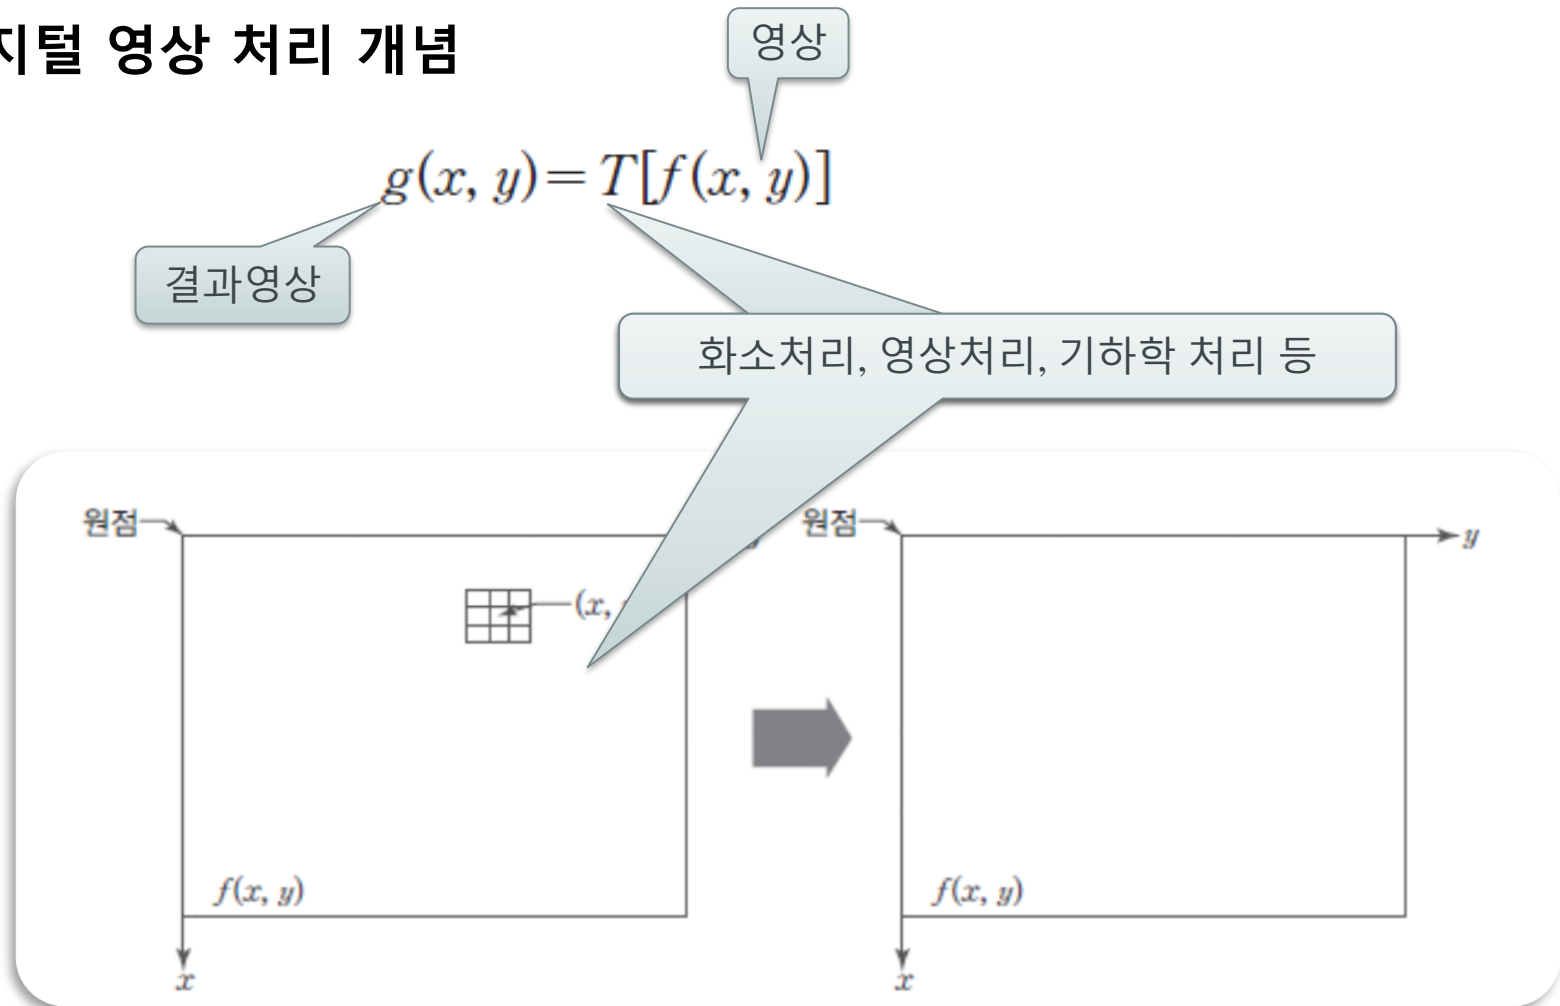 지털 영상 처리 개념
영상
g(x, y)= T[f(x, y)]
결과영상
화소처리, 영상처리, 기하학 처리 등
원점
원점
y
(x,
f(x, y)
f(x, y)
x
x